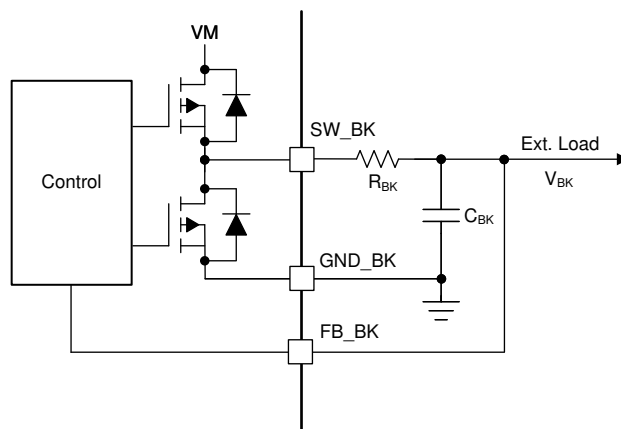 VM
Control
SW_BK
R_BK
Ext. Load
V_BK
C_BK
GND_BK
FB_BK